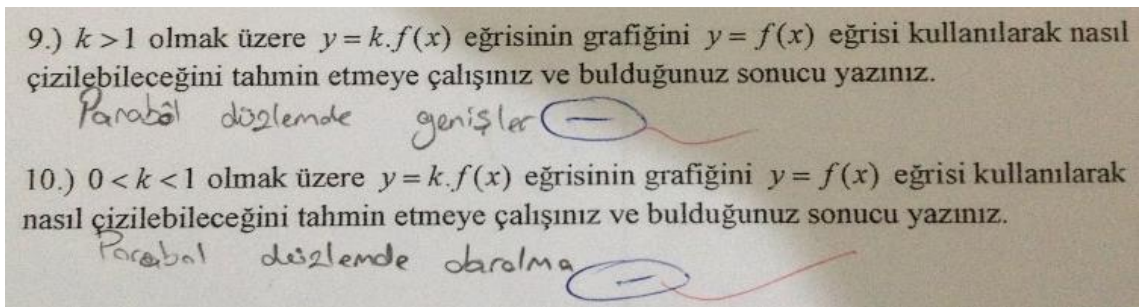 9.) k >1 olmak üzere y = k.f(x) eğrisinin grafiğini y = f(x) eğrisi kullanılarak nasıl
çizilebileceğini tahmin etmeye çalışınız ve bulduğunuz sonucu yazınız.
Parabôl düzlemde genişler −
10.) 0 < k <1 olmak üzere y = k.f(x) eğrisinin grafiğini y = f(x) eğrisi kullanılarak
nasıl çizilebileceğini tahmin etmeye çalışınız ve bulduğunuz sonucu yazınız.
Parabol düzlemde daralma −